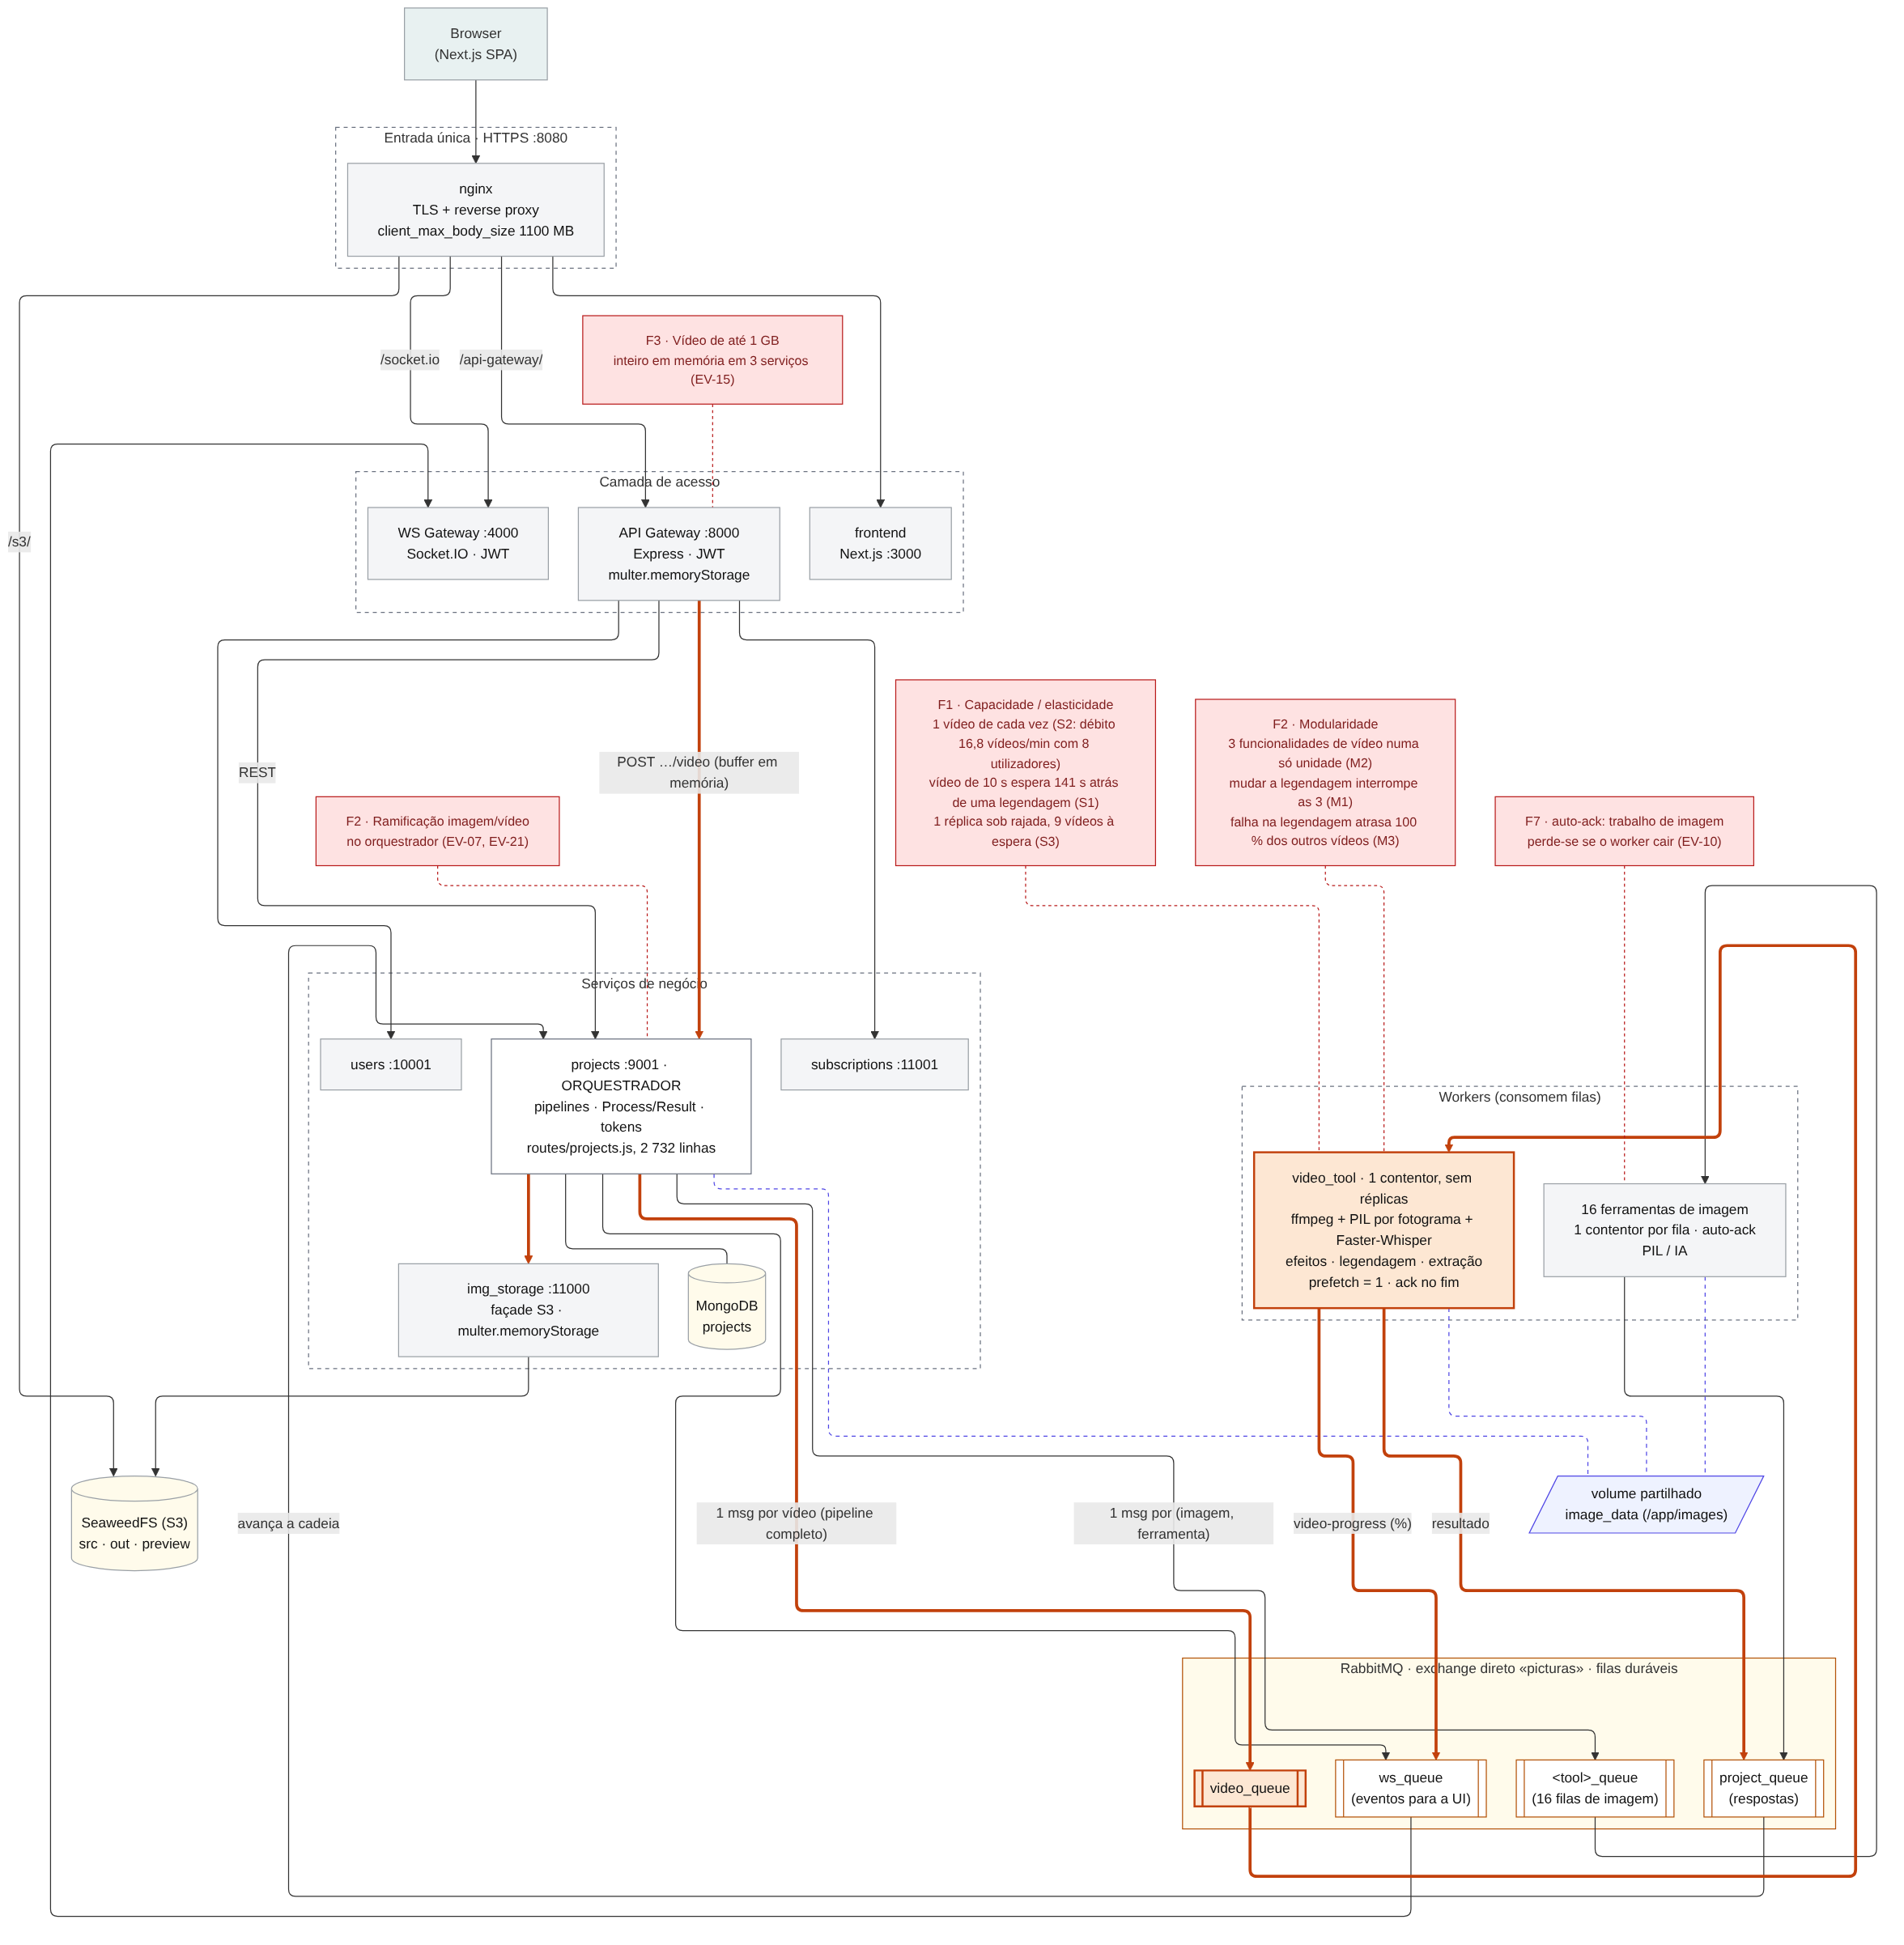 Browser
(Next.js SPA)
Entrada única · HTTPS :8080
nginx
TLS + reverse proxy
client_max_body_size 1100 MB
F3 · Vídeo de até 1 GB
inteiro em memória em 3 serviços
(EV-15)
/socket.io
/api-gateway/
/s3/
Camada de acesso
WS Gateway :4000
Socket.IO · JWT
API Gateway :8000
Express · JWT
multer.memoryStorage
frontend
Next.js :3000
REST
POST …/video (buffer em
memória)
F1 · Capacidade / elasticidade
1 vídeo de cada vez (S2: débito
16,8 vídeos/min com 8
utilizadores)
vídeo de 10 s espera 141 s atrás
de uma legendagem (S1)
1 réplica sob rajada, 9 vídeos à
espera (S3)
F2 · Modularidade
3 funcionalidades de vídeo numa
só unidade (M2)
mudar a legendagem interrompe
as 3 (M1)
falha na legendagem atrasa 100
% dos outros vídeos (M3)
F2 · Ramificação imagem/vídeo
no orquestrador (EV-07, EV-21)
F7 · auto-ack: trabalho de imagem
perde-se se o worker cair (EV-10)
Serviços de negócio
users :10001
projects :9001 ·
ORQUESTRADOR
pipelines · Process/Result ·
tokens
routes/projects.js, 2 732 linhas
subscriptions :11001
Workers (consomem filas)
video_tool · 1 contentor, sem
réplicas
ffmpeg + PIL por fotograma +
Faster-Whisper
efeitos · legendagem · extração
prefetch = 1 · ack no fim
16 ferramentas de imagem
1 contentor por fila · auto-ack
PIL / IA
img_storage :11000
façade S3 ·
multer.memoryStorage
MongoDB
projects
SeaweedFS (S3)
src · out · preview
avança a cadeia
1 msg por vídeo (pipeline
completo)
1 msg por (imagem,
ferramenta)
video-progress (%)
resultado
volume partilhado
image_data (/app/images)
RabbitMQ · exchange direto «picturas» · filas duráveis
video_queue
ws_queue
(eventos para a UI)
<tool>_queue
(16 filas de imagem)
project_queue
(respostas)